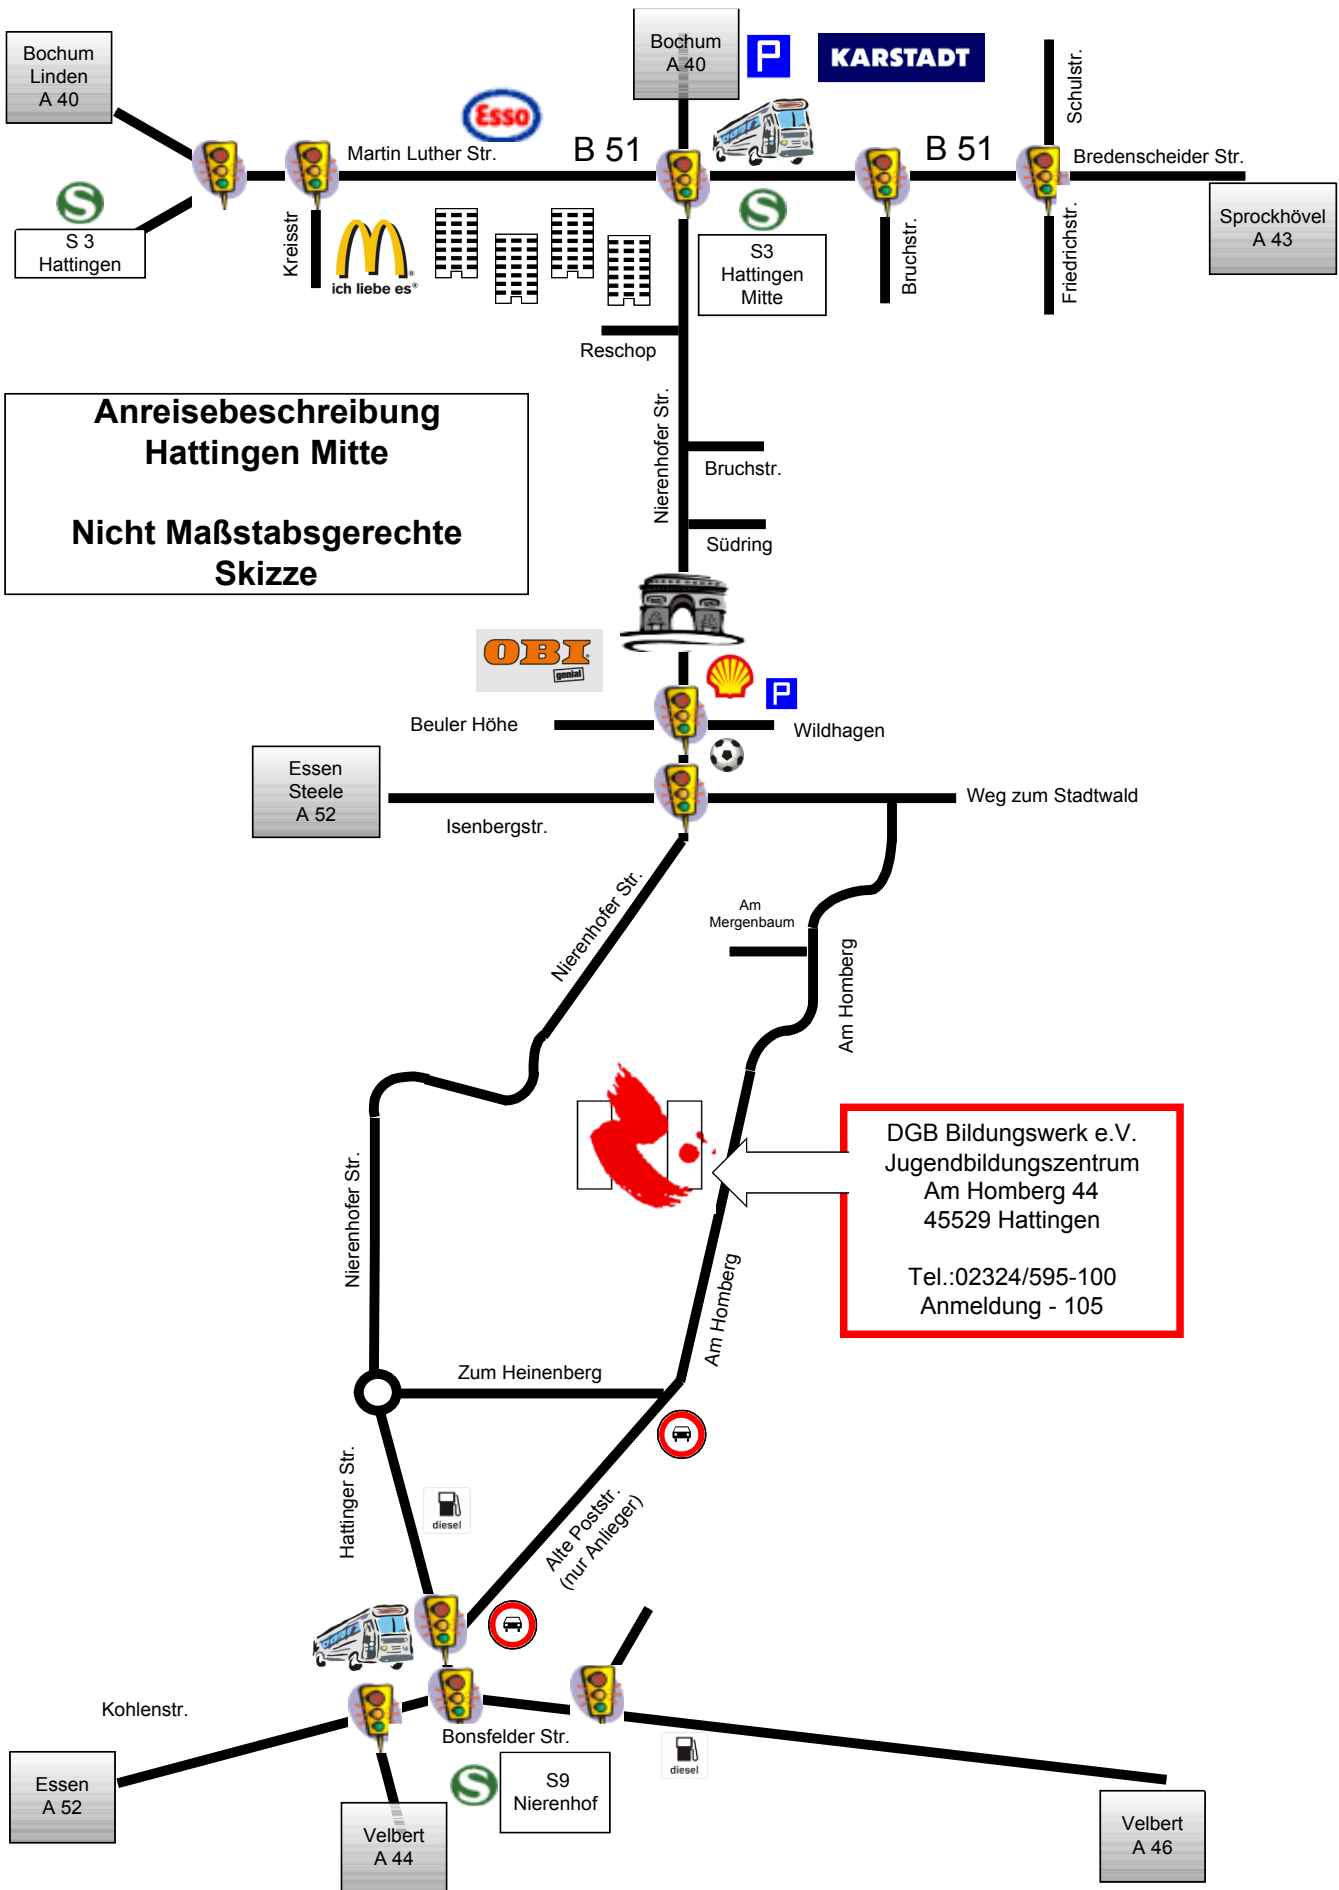 Bochum
Linden
A 40
Bochum
A 40
P
KARSTADT
Esso
Martin Luther Str.
B 51
B 51
Schulstr.
Bredenscheider Str.
Sprockhövel
A 43
S
S 3
Hattingen
Kreisstr
M
ich liebe es®
S
S3
Hattingen
Mitte
Bruchstr.
Friedrichstr.
Reschop
Nierenhofer Str.
Anreisebeschreibung
Hattingen Mitte
Nicht Maßstabsgerechte
Skizze
Bruchstr.
Südring
OBI
genial
P
Beuler Höhe
Wildhagen
Essen
Steele
A 52
Isenbergstr.
Weg zum Stadtwald
Nierenhofer Str.
Am
Mergenbaum
Am Homberg
DGB Bildungswerk e.V.
Jugendbildungszentrum
Am Homberg 44
45529 Hattingen
Tel.:02324/595-100
Anmeldung - 105
Nierenhofer Str.
Am Homberg
Zum Heinenberg
Hattinger Str.
diesel
Alte Poststr.
(nur Anlieger)
Kohlenstr.
Bonsfelder Str.
diesel
Essen
A 52
Velbert
A 44
S
S9
Nierenhof
Velbert
A 46